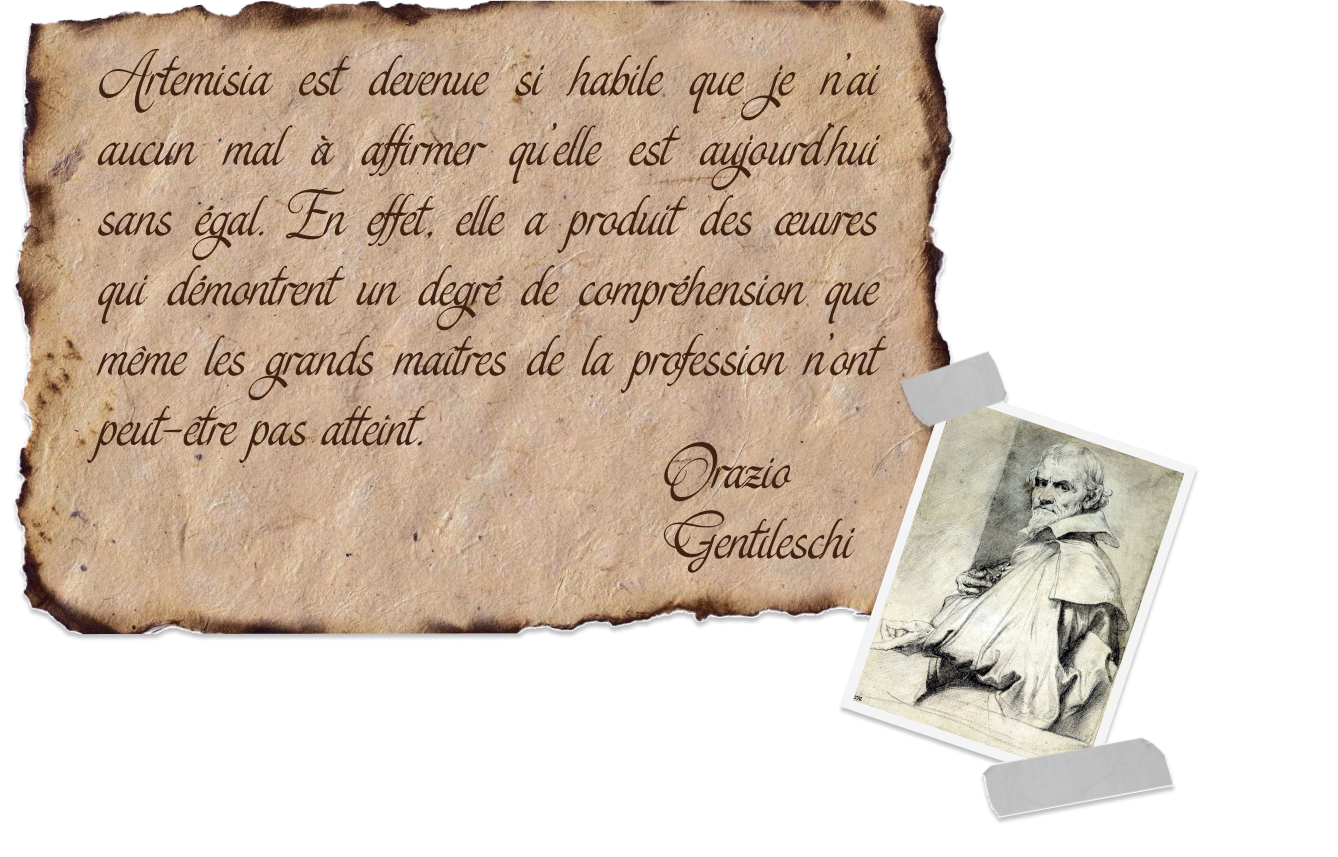 Artemisia est devenue si habile que je n'ai
aucun mal à affirmer qu'elle est aujourd'hui
sans égal. En effet, elle a produit des œuvres
qui démontrent un degré de compréhension que
même les grands maîtres de la profession n'ont
peut-être pas atteint.
Orazio
Gentileschi